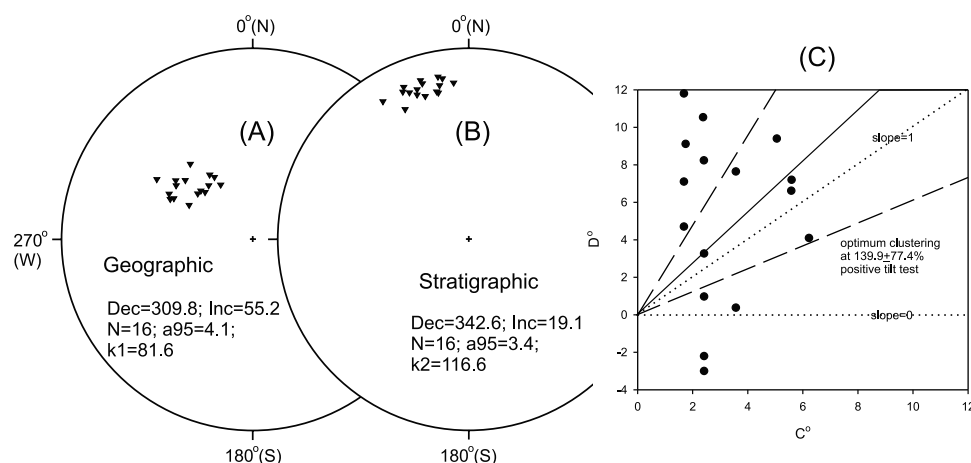 0°(N)
(A)
270°
(W)
Geographic
Dec=309.8; Inc=55.2
N=16; a95=4.1;
k1=81.6
180°(S)
0°(N)
(B)
Stratigraphic
Dec=342.6; Inc=19.1
N=16; a95=3.4;
k2=116.6
180°(S)
(C)
12
10
8
6
4
2
0
-2
-4
D°
slope=1
optimum clustering
at 139.9±77.4%
positive tilt test
slope=0
0 2 4 6 8 10 12
C°